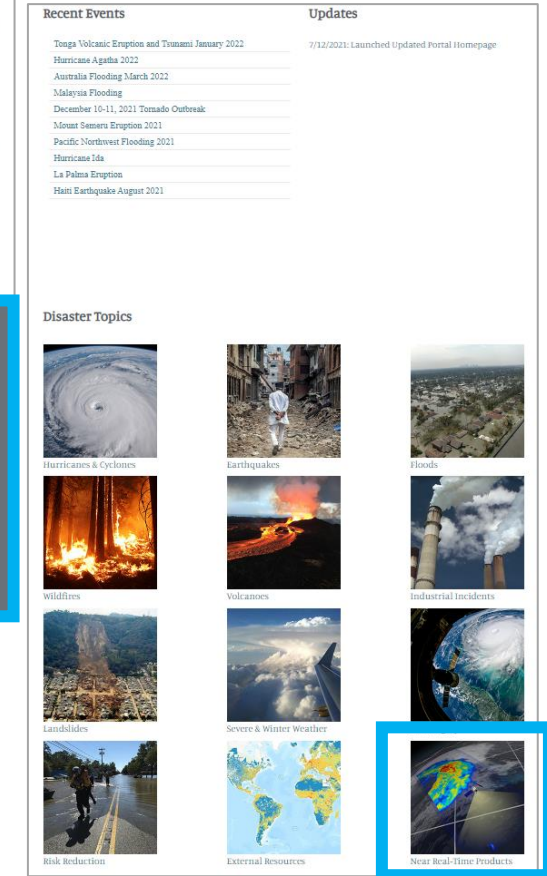 Recent Events
Tonga Volcanic Eruption and Tsunami January 2022
Hurricane Agatha 2022
Australia Flooding March 2022
Malaysia Flooding
December 10-11, 2021 Tornado Outbreak
Mount Semeru Eruption 2021
Pacific Northwest Flooding 2021
Hurricane Ida
La Palma Eruption
Haiti Earthquake August 2021
Updates
7/12/2021: Launched Updated Portal Homepage
Disaster Topics
Hurricanes & Cyclones
Earthquakes
Floods
Wildfires
Volcanoes
Industrial Incidents
Landslides
Severe & Winter Weather
Risk Reduction
External Resources
Near Real-Time Products